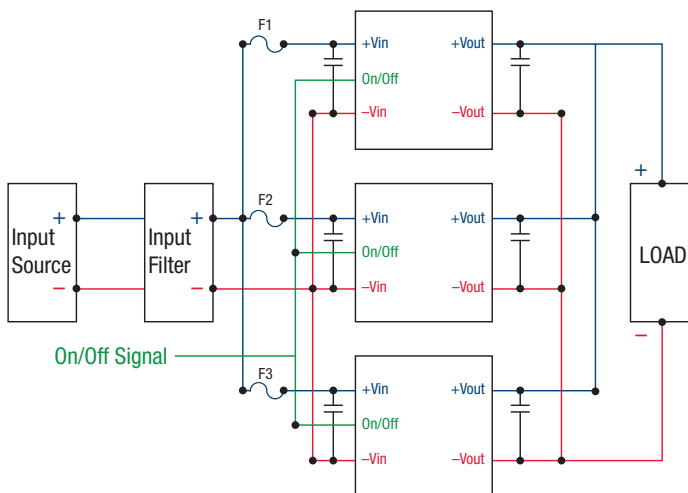 F1
+Vin
+Vout
On/Off
–Vin
–Vout
F2
+
Input
Source
–
+
Input
Filter
–
+Vin
+Vout
On/Off
–Vin
–Vout
+
LOAD
–
On/Off Signal
F3
+Vin
+Vout
On/Off
–Vin
–Vout